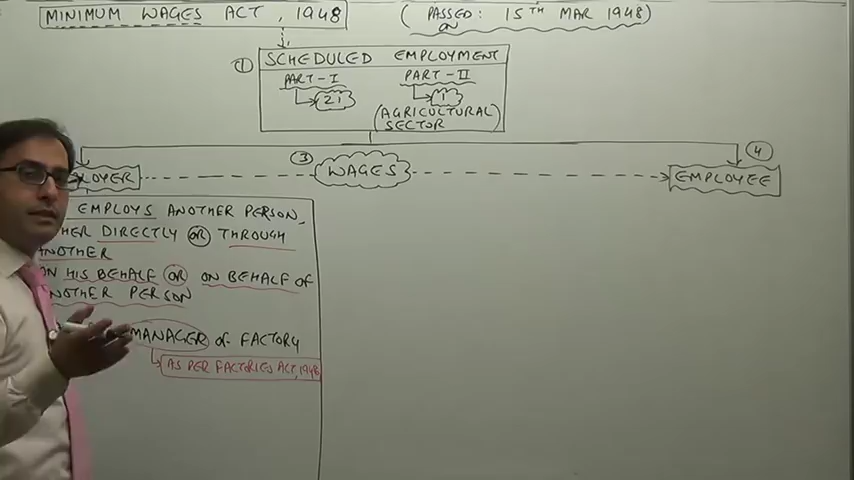 MINIMUM WAGES ACT, 1948
(PASSED: 15TH MAR 1948)
ON
① SCHEDULED EMPLOYMENT
PART-I PART-II
21 1
(AGRICULTURAL SECTOR)
③ WAGES
④
LOYER
EMPLOYEE
EMPLOYS ANOTHER PERSON,
HER DIRECTLY OR THROUGH
ANOTHER
ON HIS BEHALF OR ON BEHALF OF
ANOTHER PERSON
MANAGER OF FACTORY
AS PER FACTORIES ACT, 1948